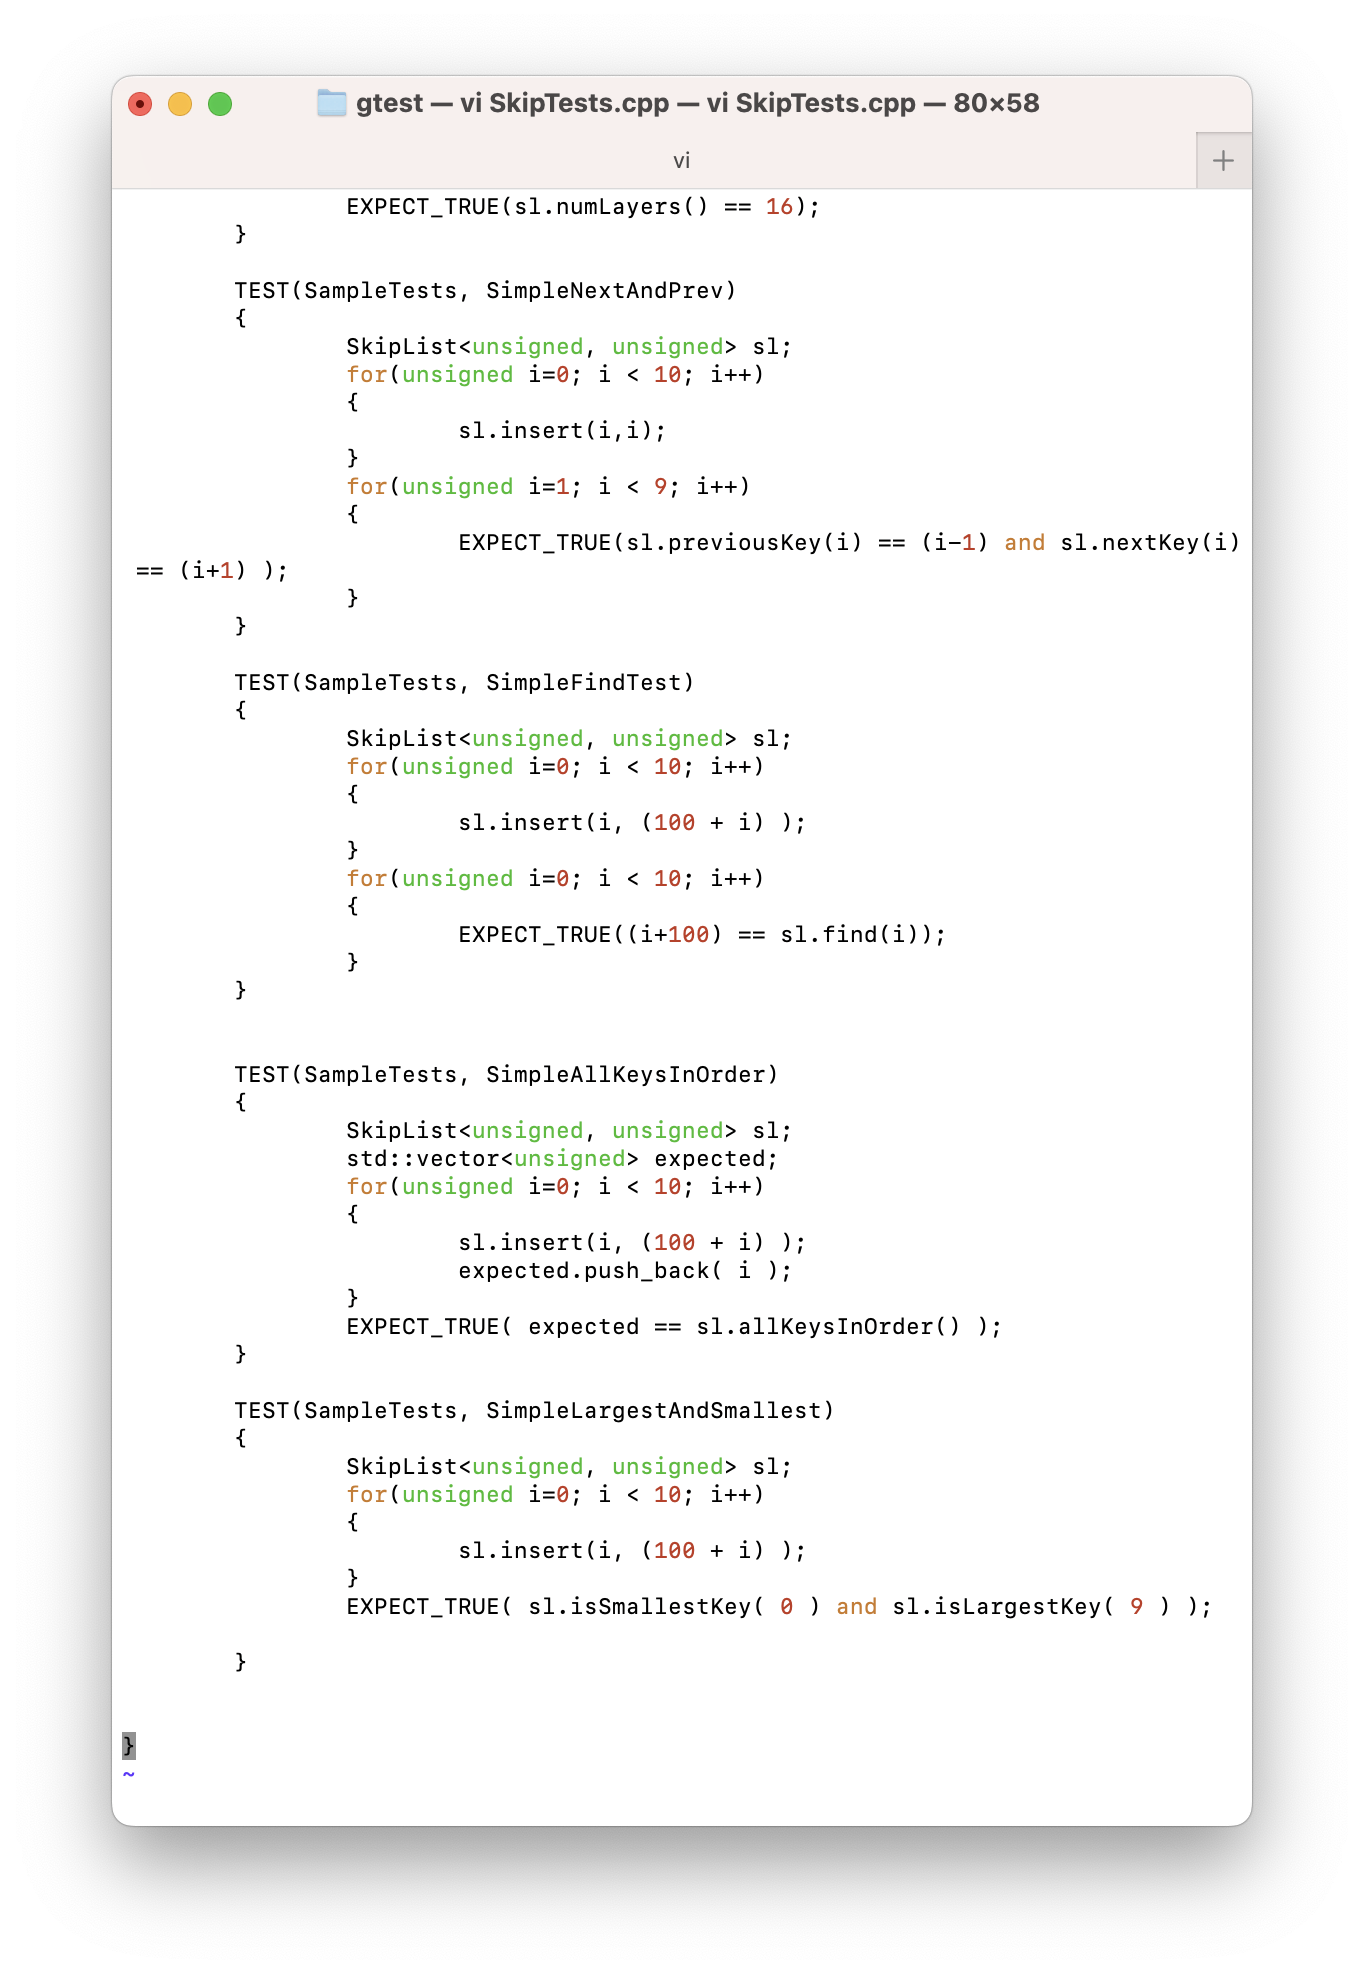 gtest — vi SkipTests.cpp — vi SkipTests.cpp — 80×58
vi
+
                EXPECT_TRUE(sl.numLayers() == 16);
        }

        TEST(SampleTests, SimpleNextAndPrev)
        {
                SkipList<unsigned, unsigned> sl;
                for(unsigned i=0; i < 10; i++)
                {
                        sl.insert(i,i);
                }
                for(unsigned i=1; i < 9; i++)
                {
                        EXPECT_TRUE(sl.previousKey(i) == (i-1) and sl.nextKey(i)
 == (i+1) );
                }
        }

        TEST(SampleTests, SimpleFindTest)
        {
                SkipList<unsigned, unsigned> sl;
                for(unsigned i=0; i < 10; i++)
                {
                        sl.insert(i, (100 + i) );
                }
                for(unsigned i=0; i < 10; i++)
                {
                        EXPECT_TRUE((i+100) == sl.find(i));
                }
        }


        TEST(SampleTests, SimpleAllKeysInOrder)
        {
                SkipList<unsigned, unsigned> sl;
                std::vector<unsigned> expected;
                for(unsigned i=0; i < 10; i++)
                {
                        sl.insert(i, (100 + i) );
                        expected.push_back( i );
                }
                EXPECT_TRUE( expected == sl.allKeysInOrder() );
        }

        TEST(SampleTests, SimpleLargestAndSmallest)
        {
                SkipList<unsigned, unsigned> sl;
                for(unsigned i=0; i < 10; i++)
                {
                        sl.insert(i, (100 + i) );
                }
                EXPECT_TRUE( sl.isSmallestKey( 0 ) and sl.isLargestKey( 9 ) );

        }


}
~